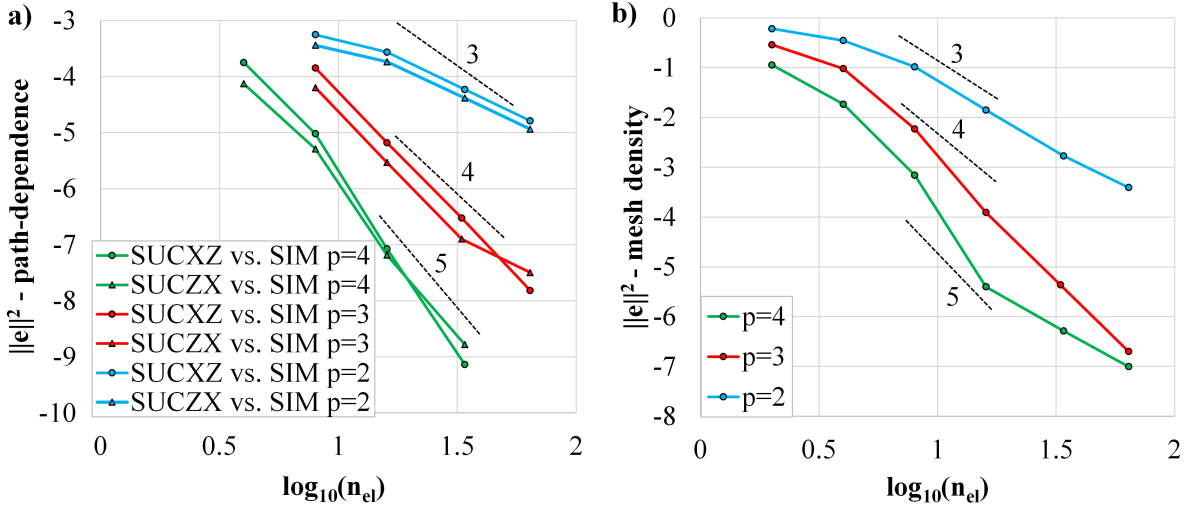 a)
||e||² - path-dependence
-3
-4
-5
-6
-7
-8
-9
-10
3
4
5
SUCXZ vs. SIM p=4
SUCZX vs. SIM p=4
SUCXZ vs. SIM p=3
SUCZX vs. SIM p=3
SUCXZ vs. SIM p=2
SUCZX vs. SIM p=2
0 0.5 1 1.5 2
log₁₀(nₑₗ)
b)
||e||² - mesh density
0
-1
-2
-3
-4
-5
-6
-7
-8
3
4
5
p=4
p=3
p=2
0 0.5 1 1.5 2
log₁₀(nₑₗ)